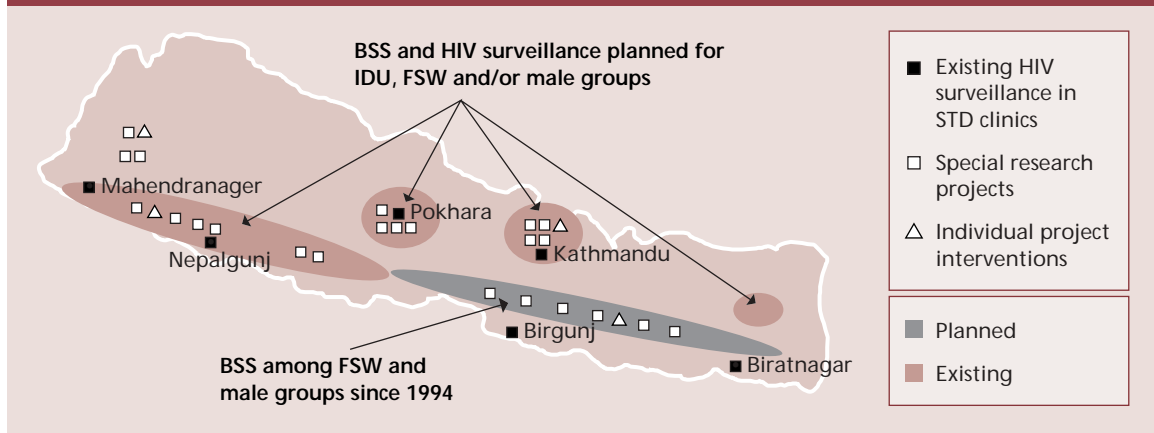 BSS and HIV surveillance planned for
IDU, FSW and/or male groups
Mahendranager
Nepalgunj
Pokhara
Kathmandu
Birgunj
Biratnagar
BSS among FSW and
male groups since 1994
Existing HIV
surveillance in
STD clinics
Special research
projects
Individual project
interventions
Planned
Existing